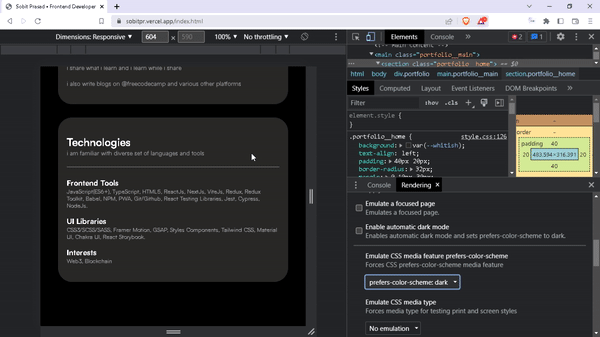 Sobit Prasad • Frontend Developer
sobitpr.vercel.app/index.html
Dimensions: Responsive
604
590
100%
No throttling
Elements
Console
2
1
i share what i learn and i learn while i share
i also write blogs on @freecodecamp and various other platforms
Technologies
i am familiar with diverse set of languages and tools
Frontend Tools
JavaScript(ES6+), TypeScript, HTML5, ReactJs, NextJs, ViteJs, Redux, Redux
Toolkit, Babel, NPM, PWA, Git/Github, React Testing Libraries, Jest, Cypress,
NodeJs,
UI Libraries
CSS3/SCSS/SASS, Framer Motion, GSAP, Styles Components, Tailwind CSS, Material
UI, Chakra UI, React Storybook.
Interests
Web3, Blockchain
<!-- Main Content -->
<main class="portfolio__main">
<section class="portfolio__home"> == $0
html body div.portfolio main.portfolio__main section.portfolio__home
Styles Computed Layout Event Listeners DOM Breakpoints
Filter :hov .cls
element.style {
}
.portfolio__home { style.css:126
background: var(--whitish);
text-align: left;
padding: 40px 20px;
border-radius: 32px;
padding 40
20 493.594×316.391 20
40
Console Rendering
Emulate a focused page
Emulates a focused page.
Enable automatic dark mode
Enables automatic dark mode and sets prefers-color-scheme to dark.
Emulate CSS media feature prefers-color-scheme
Forces CSS prefers-color-scheme media feature
prefers-color-scheme: dark
Emulate CSS media type
Forces media type for testing print and screen styles
No emulation